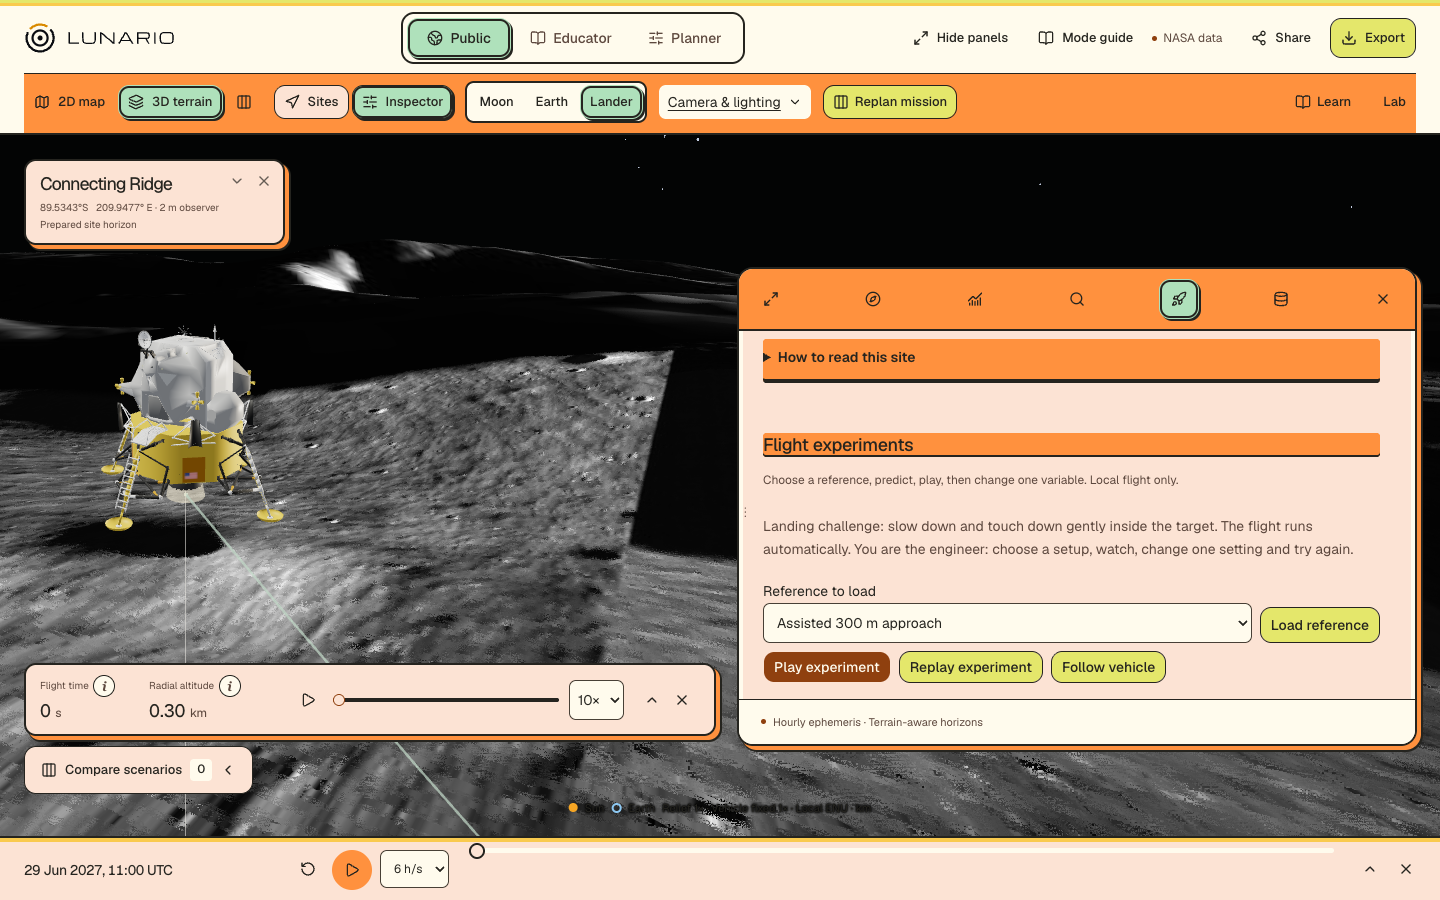 LUNARIO
Public
Educator
Planner
Hide panels
Mode guide
NASA data
Share
Export
2D map
3D terrain
Sites
Inspector
Moon
Earth
Lander
Camera & lighting
Replan mission
Learn
Lab
Connecting Ridge
89.5343°S 209.9477° E · 2 m observer
Prepared site horizon
How to read this site
Flight experiments
Choose a reference, predict, play, then change one variable. Local flight only.
Landing challenge: slow down and touch down gently inside the target. The flight runs
automatically. You are the engineer: choose a setup, watch, change one setting and try again.
Reference to load
Assisted 300 m approach
Load reference
Play experiment
Replay experiment
Follow vehicle
Hourly ephemeris · Terrain-aware horizons
Flight time i
0 s
Radial altitude i
0.30 km
10×
Compare scenarios 0
Sun
Earth
29 Jun 2027, 11:00 UTC
6 h/s